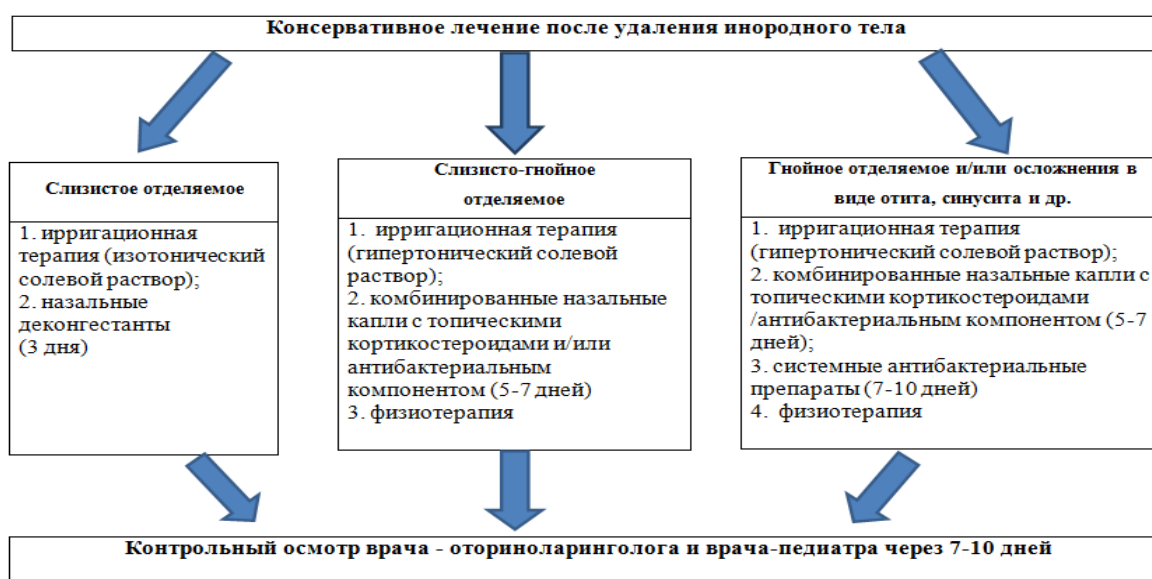 Консервативное лечение после удаления инородного тела
Слизистое отделяемое
1. ирригационная
терапия (изотонический
солевой раствор);
2. назальные
деконгестанты
(3 дня)
Слизисто-гнойное
отделяемое
1. ирригационная терапия
(гипертонический солевой
раствор);
2. комбинированные назальные
капли с топическими
кортикостероидами и/или
антибактериальным
компонентом (5-7 дней)
3. физиотерапия
Гнойное отделяемое и/или осложнения в
виде отита, синусита и др.
1. ирригационная терапия
(гипертонический солевой раствор);
2. комбинированные назальные капли с
топическими кортикостероидами
/антибактериальным компонентом (5-7
дней);
3. системные антибактериальные
препараты (7-10 дней)
4. физиотерапия
Контрольный осмотр врача - оториноларинголога и врача-педиатра через 7-10 дней